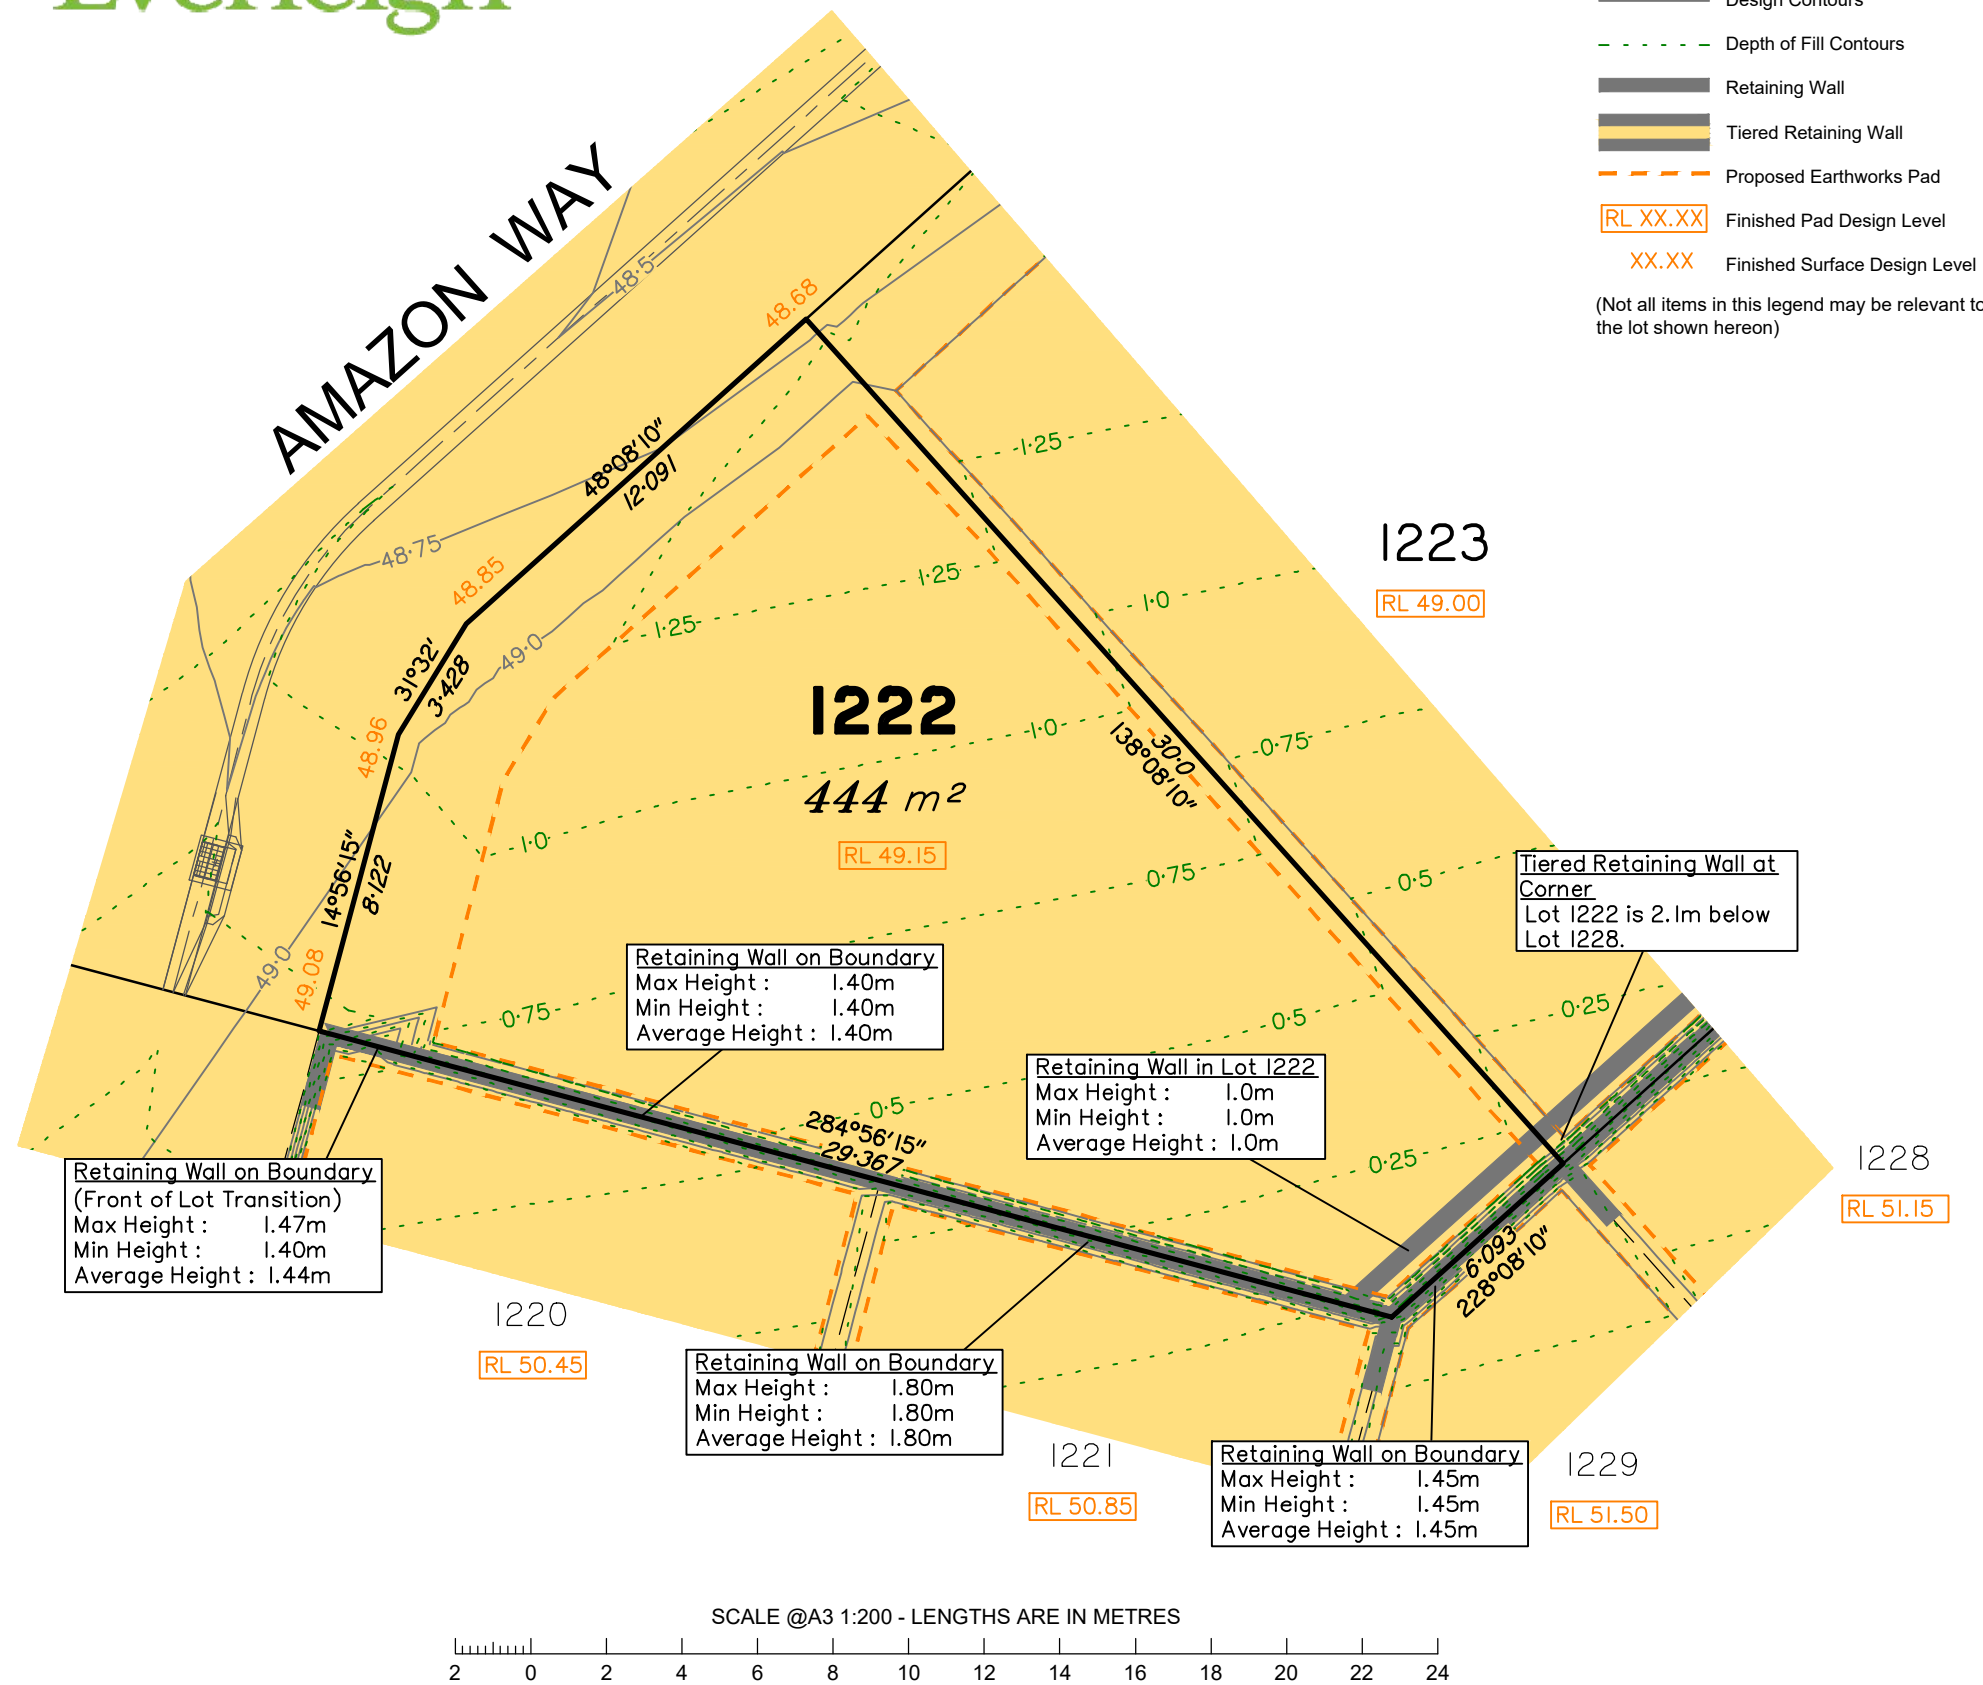 Everleigh
Design Contours
Depth of Fill Contours
Retaining Wall
Tiered Retaining Wall
Proposed Earthworks Pad
RL XX.XX Finished Pad Design Level
XX.XX Finished Surface Design Level
(Not all items in this legend may be relevant to
the lot shown hereon)
AMAZON WAY
48·5
48.68
48°08'10"
12·091
48·75
48.85
31°32'
3·428
49·0
48.96
14°56'15"
8·122
49·0
49.08
1·25
1·25
1·25
1·0
1·0
1·0
0·75
0·75
0·75
0·5
0·5
0·5
0·25
0·25
1223
RL 49.00
1222
444 m²
RL 49.15
30·0
138°08'10"
Tiered Retaining Wall at
Corner
Lot 1222 is 2.1m below
Lot 1228.
Retaining Wall on Boundary
Max Height : 1.40m
Min Height : 1.40m
Average Height : 1.40m
Retaining Wall in Lot 1222
Max Height : 1.0m
Min Height : 1.0m
Average Height : 1.0m
284°56'15"
29·367
6·093
228°08'10"
1228
RL 51.15
Retaining Wall on Boundary
(Front of Lot Transition)
Max Height : 1.47m
Min Height : 1.40m
Average Height : 1.44m
1220
RL 50.45
Retaining Wall on Boundary
Max Height : 1.80m
Min Height : 1.80m
Average Height : 1.80m
1221
RL 50.85
Retaining Wall on Boundary
Max Height : 1.45m
Min Height : 1.45m
Average Height : 1.45m
1229
RL 51.50
SCALE @A3 1:200 - LENGTHS ARE IN METRES
2 0 2 4 6 8 10 12 14 16 18 20 22 24